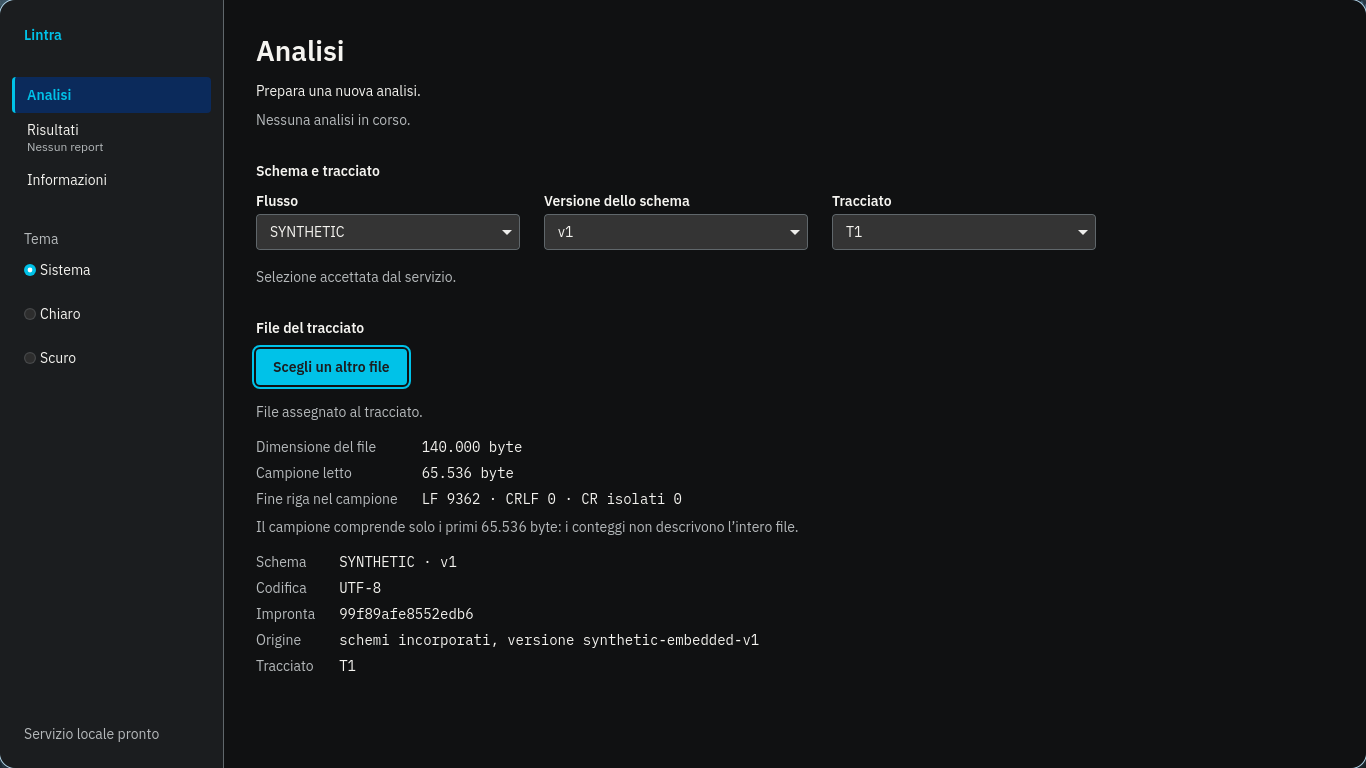 Lintra
Analisi
Risultati
Nessun report
Informazioni
Tema
Sistema
Chiaro
Scuro
Servizio locale pronto
Analisi
Prepara una nuova analisi.
Nessuna analisi in corso.
Schema e tracciato
Flusso
SYNTHETIC
Versione dello schema
v1
Tracciato
T1
Selezione accettata dal servizio.
File del tracciato
Scegli un altro file
File assegnato al tracciato.
Dimensione del file 140.000 byte
Campione letto 65.536 byte
Fine riga nel campione LF 9362 · CRLF 0 · CR isolati 0
Il campione comprende solo i primi 65.536 byte: i conteggi non descrivono l’intero file.
Schema SYNTHETIC · v1
Codifica UTF-8
Impronta 99f89afe8552edb6
Origine schemi incorporati, versione synthetic-embedded-v1
Tracciato T1